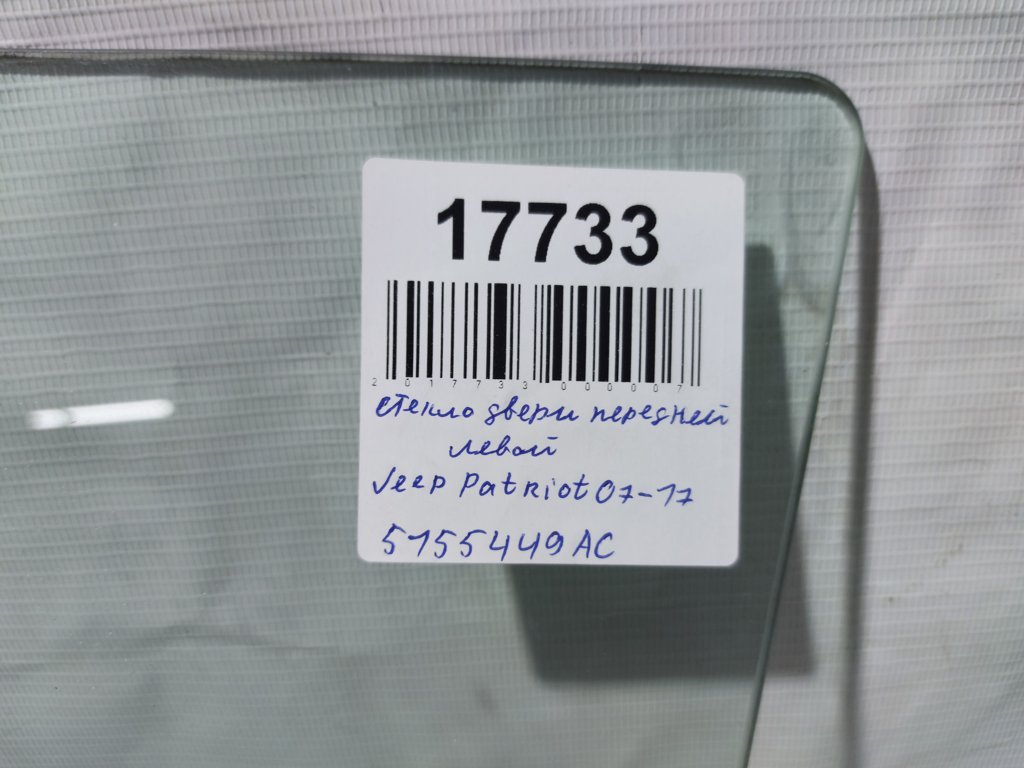 17733
2017733000007
стекло двери передней
левой
Jeep Patriot 07-17
5155449AC